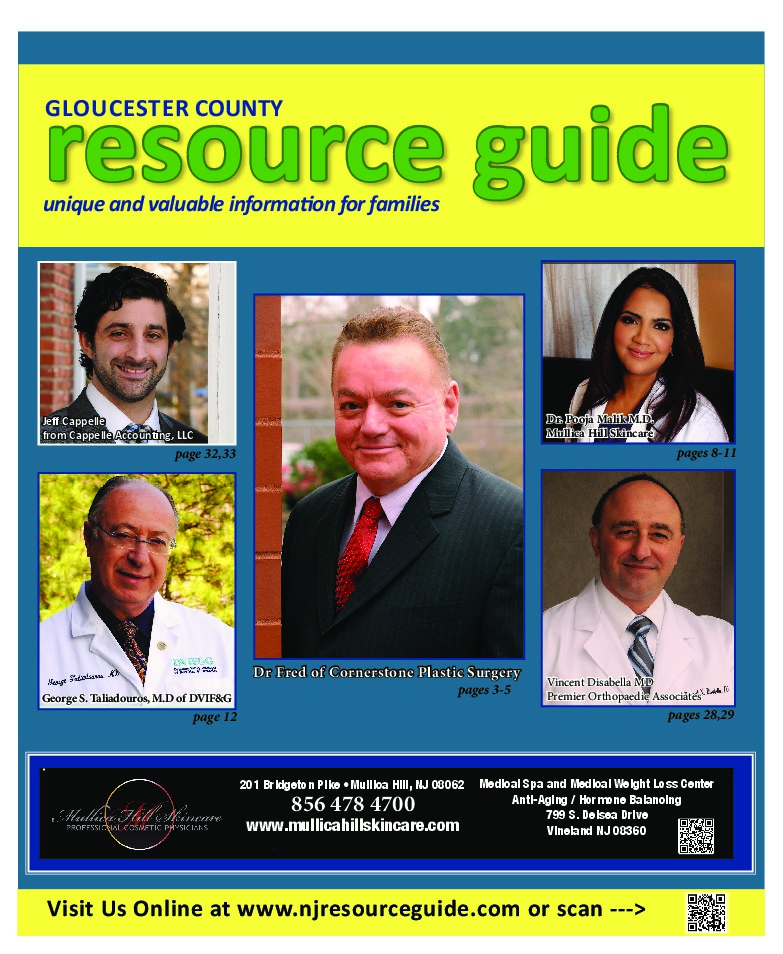 GLOUCESTER COUNTY
resource guide
unique and valuable information for families
Jeff Cappelle
from Cappelle Accounting, LLC
page 32,33
Dr. Pooja Malik M.D.
Mullica Hill Skincare
pages 8-11
George Taliadouros, M.D.
George S. Taliadouros, M.D of DVIF&G
page 12
Dr Fred of Cornerstone Plastic Surgery
pages 3-5
Vincent Disabella MD
Premier Orthopaedic Associates
pages 28,29
Mullica Hill Skincare
PROFESSIONAL COSMETIC PHYSICIANS
201 Bridgeton Pike • Mullica Hill, NJ 08062
856 478 4700
www.mullicahillskincare.com
Medical Spa and Medical Weight Loss Center
Anti-Aging / Hormone Balancing
799 S. Delsea Drive
Vineland NJ 08360
Visit Us Online at www.njresourceguide.com or scan --->